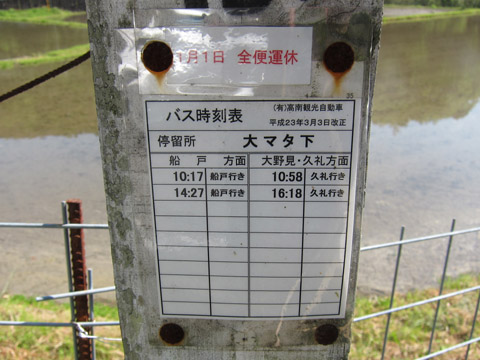 1月1日 全便運休
35
バス時刻表 (有)高南観光自動車
平成23年3月3日改正
停留所 大マタ下
船戸方面 大野見・久礼方面
10:17 船戸行き 10:58 久礼行き
14:27 船戸行き 16:18 久礼行き